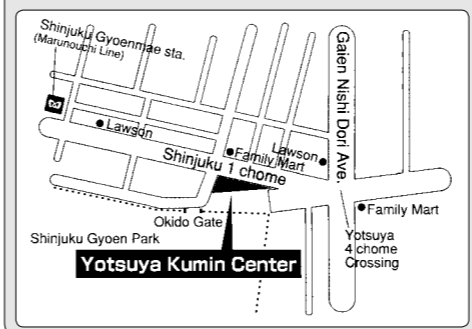 Shinjuku Gyoenmae sta.
(Marunouchi Line)
Gaien Nishi Dori Ave.
Lawson
Family Mart
Lawson
Shinjuku 1 chome
Okido Gate
Family Mart
Shinjuku Gyoen Park
Yotsuya
4 chome
Crossing
Yotsuya Kumin Center